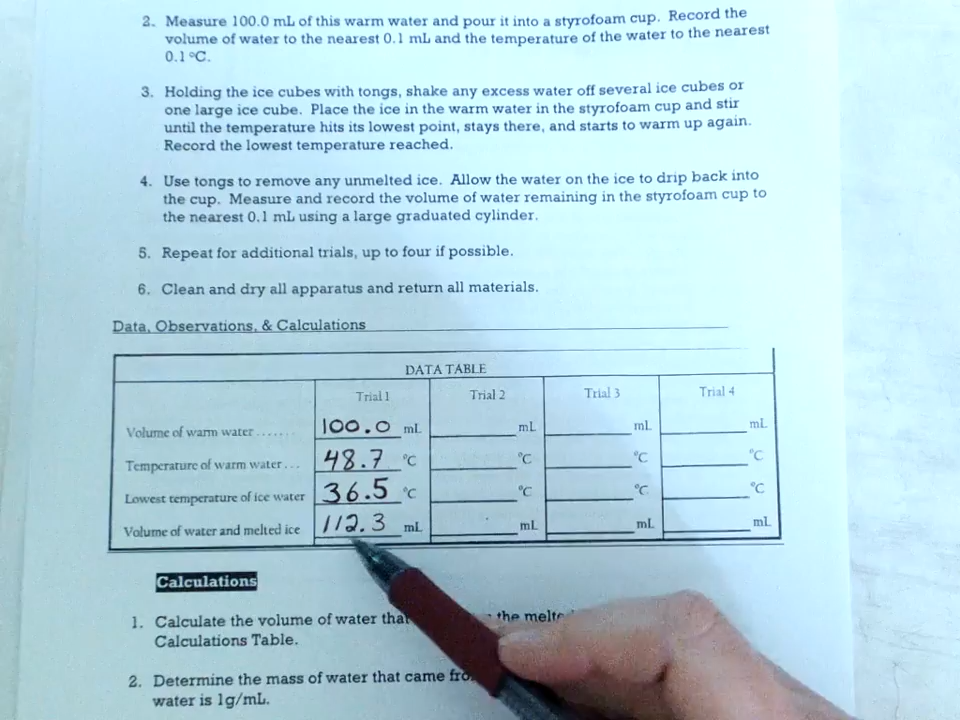 2. Measure 100.0 mL of this warm water and pour it into a styrofoam cup. Record the
volume of water to the nearest 0.1 mL and the temperature of the water to the nearest
0.1 °C.
3. Holding the ice cubes with tongs, shake any excess water off several ice cubes or
one large ice cube. Place the ice in the warm water in the styrofoam cup and stir
until the temperature hits its lowest point, stays there, and starts to warm up again.
Record the lowest temperature reached.
4. Use tongs to remove any unmelted ice. Allow the water on the ice to drip back into
the cup. Measure and record the volume of water remaining in the styrofoam cup to
the nearest 0.1 mL using a large graduated cylinder.
5. Repeat for additional trials, up to four if possible.
6. Clean and dry all apparatus and return all materials.
Data, Observations, & Calculations
DATA TABLE
Trial 1 Trial 2 Trial 3 Trial 4
Volume of warm water ....... 100.0 mL mL mL mL
Temperature of warm water ... 48.7 °C °C °C °C
Lowest temperature of ice water 36.5 °C °C °C °C
Volume of water and melted ice 112.3 mL mL mL mL
Calculations
1. Calculate the volume of water that the
Calculations Table.
2. Determine the mass of water that came
water is 1g/mL.